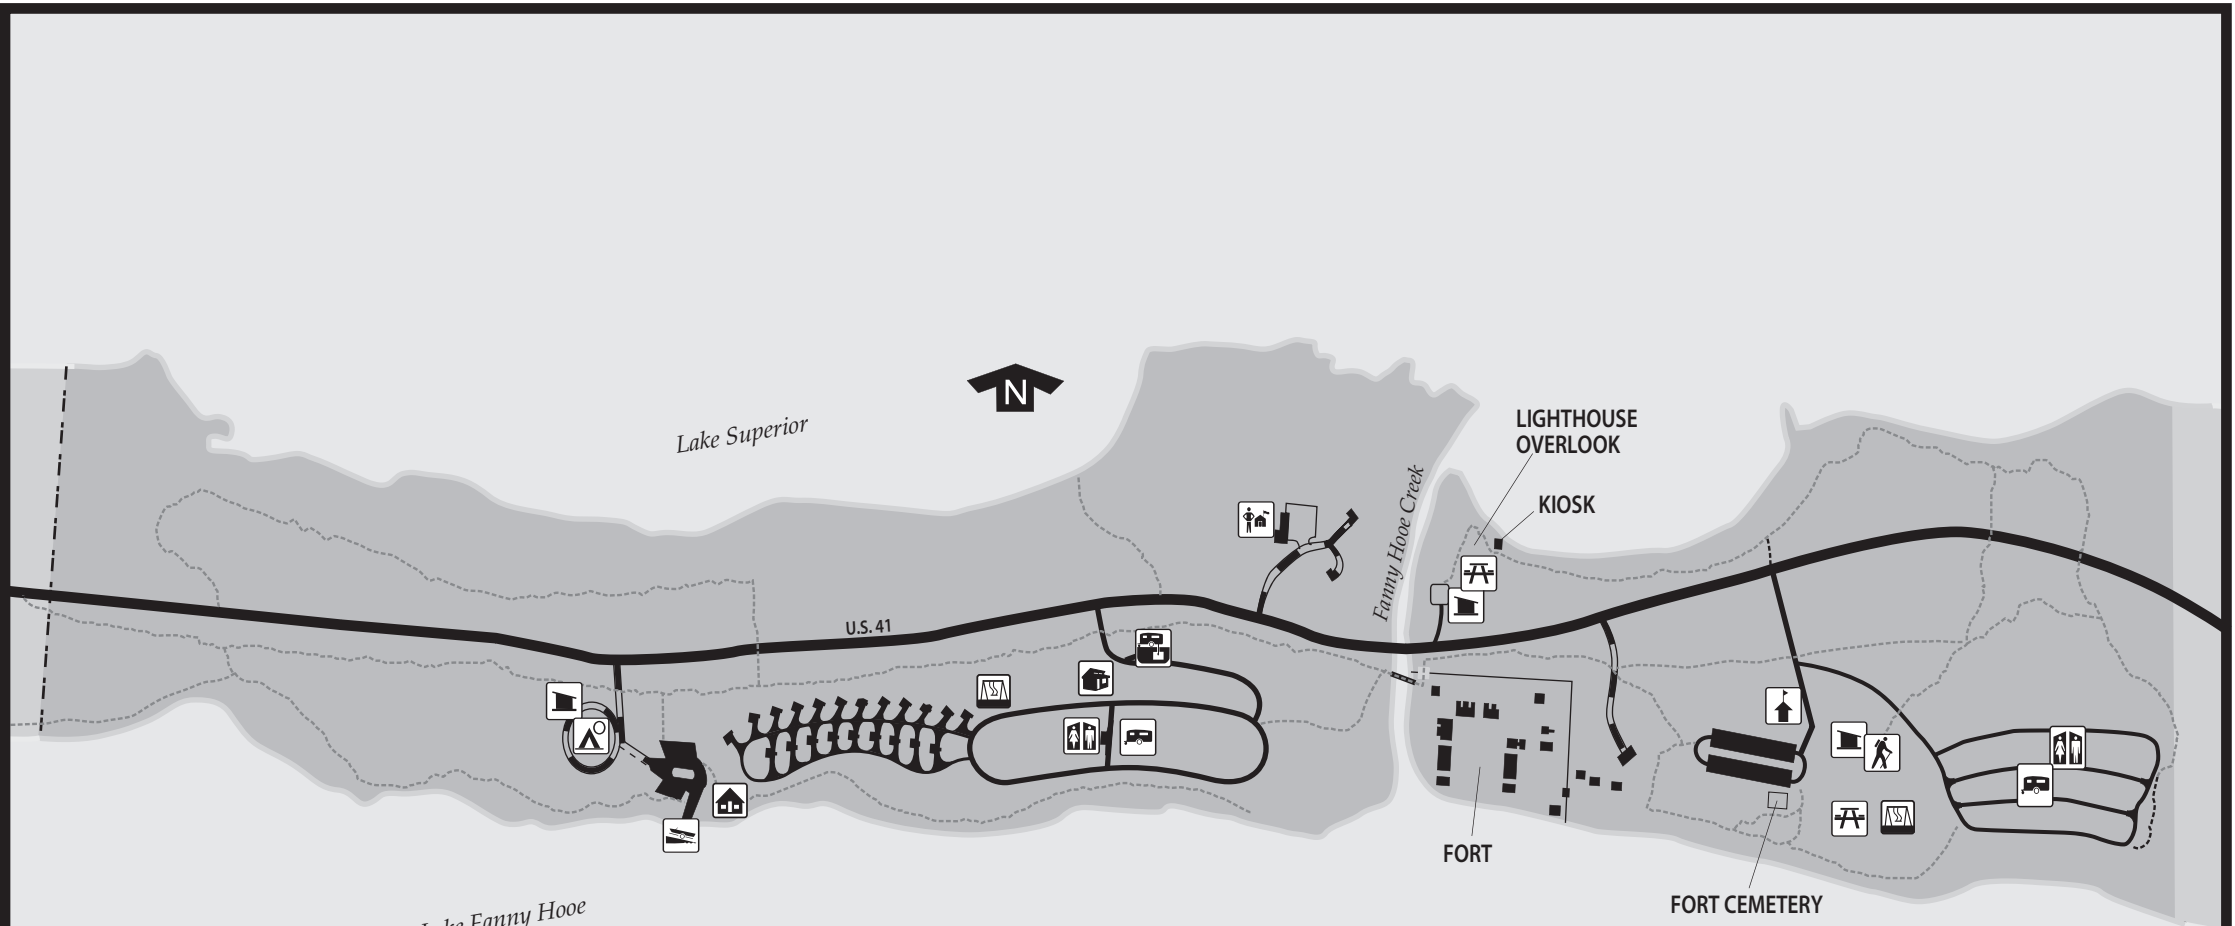 N
Lake Superior
LIGHTHOUSE
OVERLOOK
KIOSK
Fanny Hooe Creek
U.S. 41
FORT
FORT CEMETERY
Lake Fanny Hooe